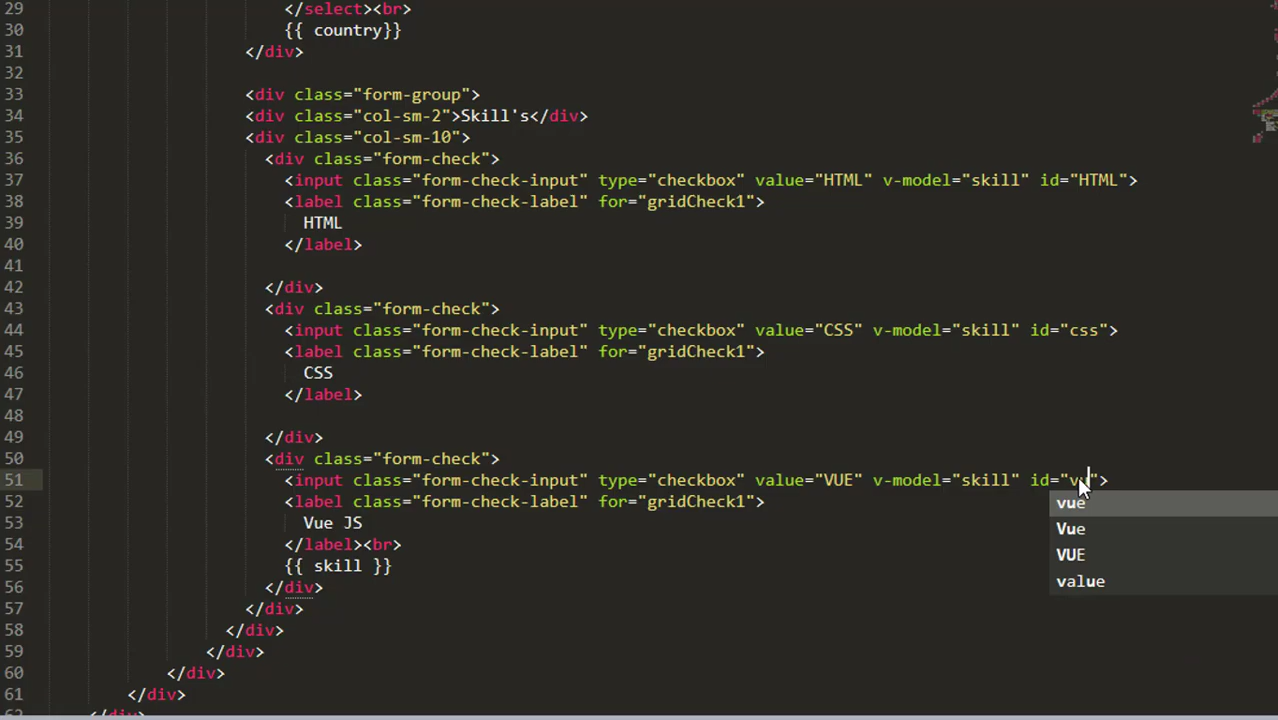 29 </select><br>
30 {{ country}}
31 </div>
32
33 <div class="form-group">
34 <div class="col-sm-2">Skill's</div>
35 <div class="col-sm-10">
36 <div class="form-check">
37 <input class="form-check-input" type="checkbox" value="HTML" v-model="skill" id="HTML">
38 <label class="form-check-label" for="gridCheck1">
39 HTML
40 </label>
41
42 </div>
43 <div class="form-check">
44 <input class="form-check-input" type="checkbox" value="CSS" v-model="skill" id="css">
45 <label class="form-check-label" for="gridCheck1">
46 CSS
47 </label>
48
49 </div>
50 <div class="form-check">
51 <input class="form-check-input" type="checkbox" value="VUE" v-model="skill" id="vu">
vue
52 <label class="form-check-label" for="gridCheck1">
Vue
53 Vue JS
54 </label><br>
VUE
55 {{ skill }}
value
56 </div>
57 </div>
58 </div>
59 </div>
60 </div>
61 </div>
62 </div>